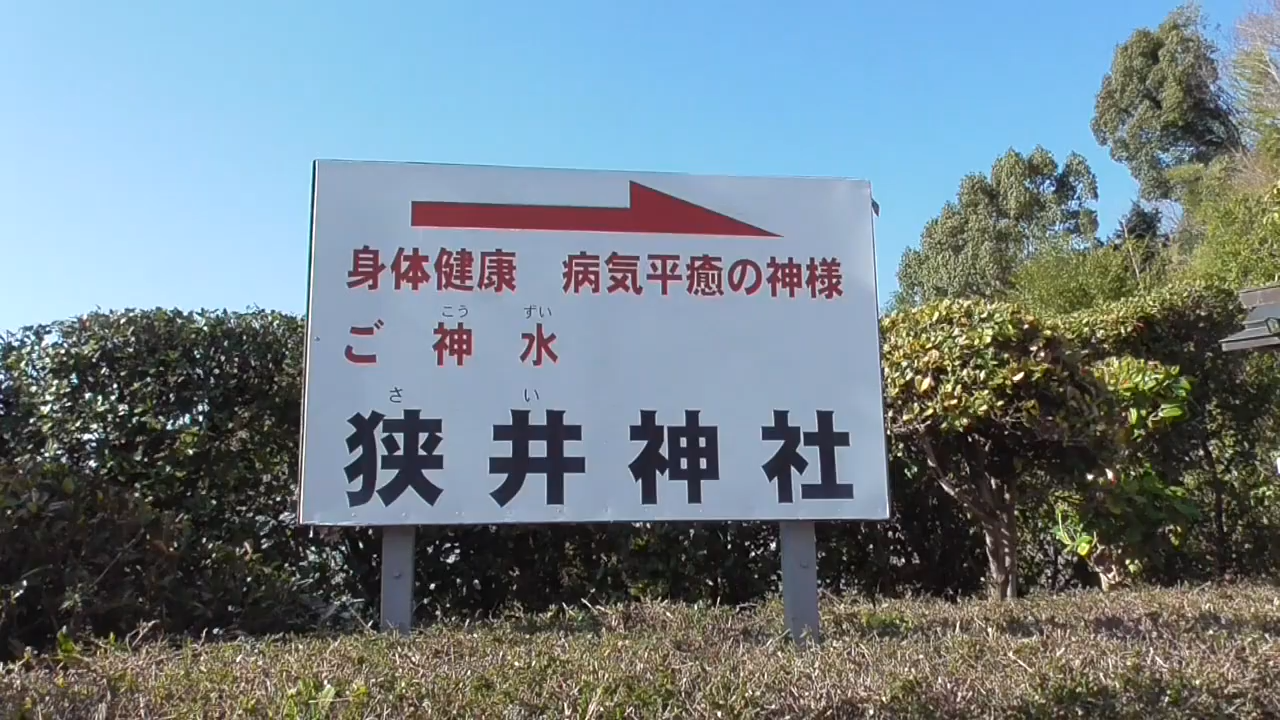 身体健康　病気平癒の神様
こう ずい
ご 神 水
さ い
狭 井 神 社